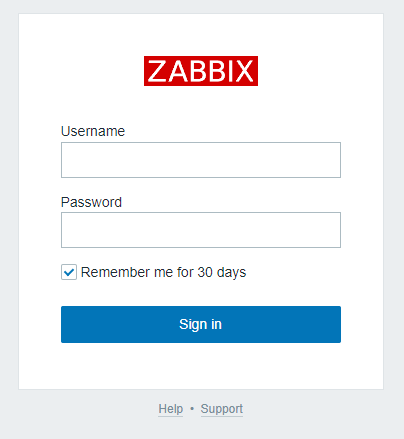 ZABBIX
Username
Password
Remember me for 30 days
Sign in
Help • Support